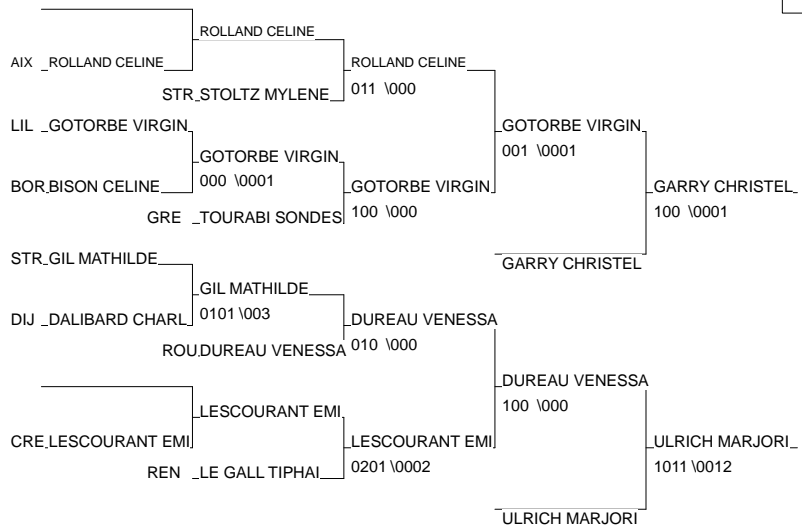 ROLLAND CELINE
AIX ROLLAND CELINE
ROLLAND CELINE
011 \000
STR STOLTZ MYLENE
LIL GOTORBE VIRGIN
GOTORBE VIRGIN
001 \0001
GOTORBE VIRGIN
000 \0001
BOR BISON CELINE
GOTORBE VIRGIN
100 \000
GARRY CHRISTEL
100 \0001
GRE TOURABI SONDES
STR GIL MATHILDE
GARRY CHRISTEL
GIL MATHILDE
0101 \003
DIJ DALIBARD CHARL
DUREAU VENESSA
010 \000
ROU DUREAU VENESSA
DUREAU VENESSA
100 \000
LESCOURANT EMI
CRE LESCOURANT EMI
LESCOURANT EMI
0201 \0002
ULRICH MARJORI
1011 \0012
REN LE GALL TIPHAI
ULRICH MARJORI